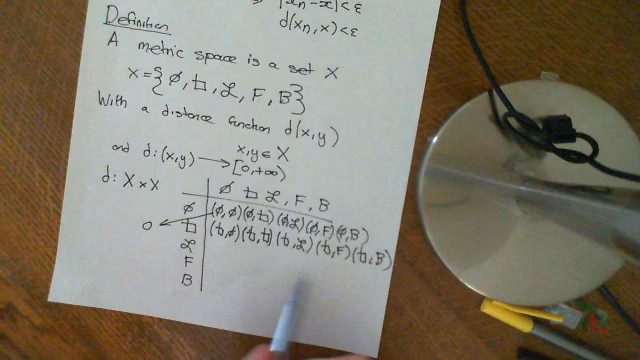 ⇒ |xn-x|<ε
d(xn,x)<ε
Definition
A metric space is a set X
X={ϕ, ㄷ, ℒ, F, B}
With a distance function d(x,y)
x,y∈X
and d:(x,y) → [0,+∞)
d: X×X
ϕ ㄷ ℒ, F, B
ϕ (ϕ,ϕ)(ϕ,ㄷ)(ϕ,ℒ)(ϕ,F)(ϕ,B)
0 ← ㄷ (ㄷ,ϕ)(ㄷ,ㄷ)(ㄷ,ℒ)(ㄷ,F)(ㄷ,B)
ℒ
F
B